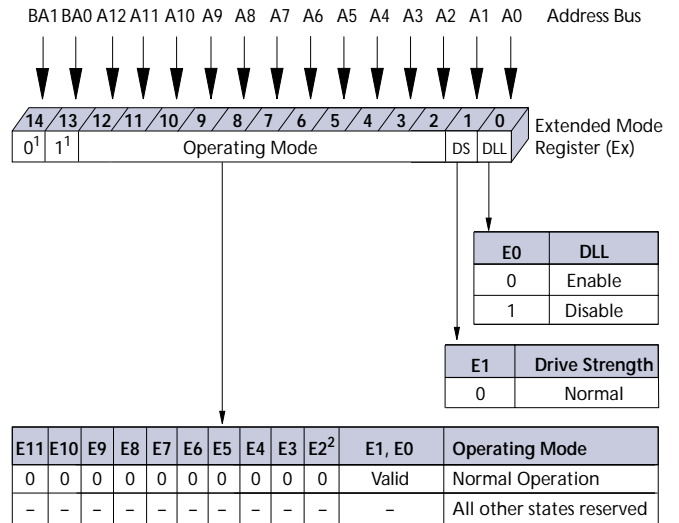 BA1 BA0 A12 A11 A10 A9 A8 A7 A6 A5 A4 A3 A2 A1 A0 Address Bus
14 13 12 11 10 9 8 7 6 5 4 3 2 1 0
Extended Mode
Register (Ex)
0¹ 1¹ Operating Mode DS DLL
E0 DLL
0 Enable
1 Disable
E1 Drive Strength
0 Normal
E11 E10 E9 E8 E7 E6 E5 E4 E3 E2² E1, E0 Operating Mode
0 0 0 0 0 0 0 0 0 0 Valid Normal Operation
– – – – – – – – – – – All other states reserved